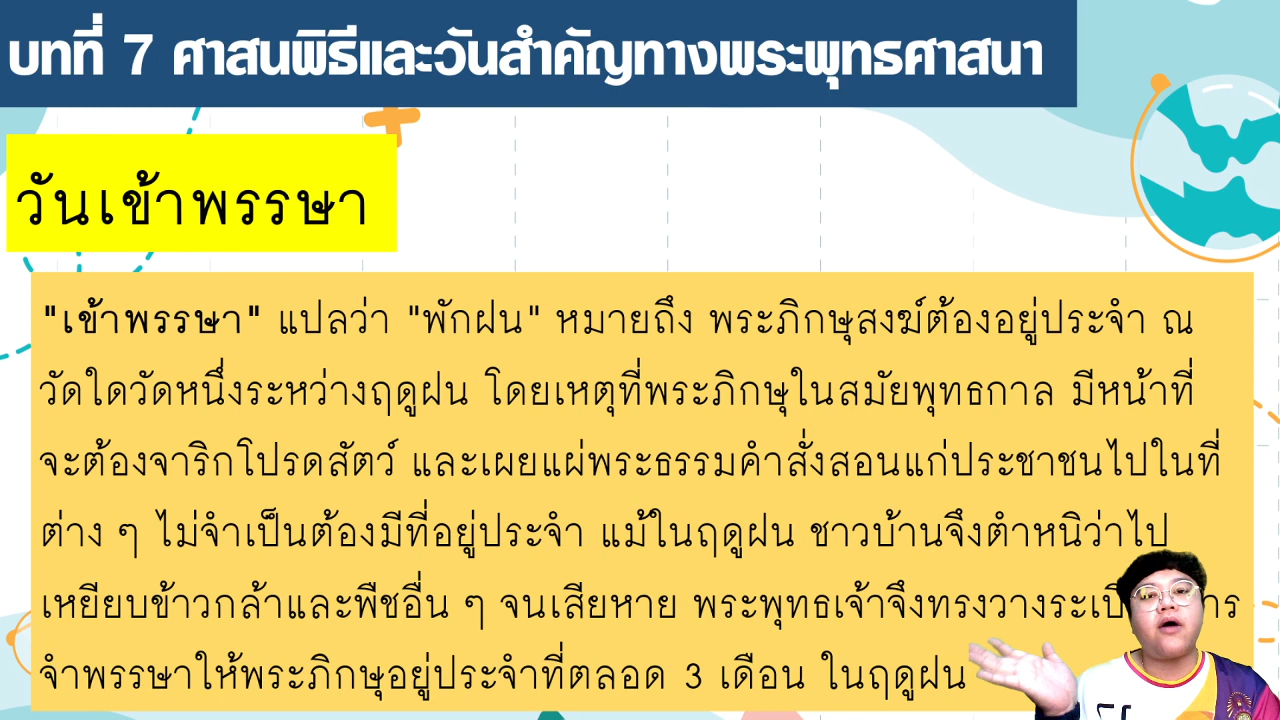 บทที่ 7 ศาสนพิธีและวันสำคัญทางพระพุทธศาสนา
วันเข้าพรรษา
"เข้าพรรษา" แปลว่า "พักฝน" หมายถึง พระภิกษุสงฆ์ต้องอยู่ประจำ ณ
วัดใดวัดหนึ่งระหว่างฤดูฝน โดยเหตุที่พระภิกษุในสมัยพุทธกาล มีหน้าที่
จะต้องจาริกโปรดสัตว์ และเผยแผ่พระธรรมคำสั่งสอนแก่ประชาชนไปในที่
ต่าง ๆ ไม่จำเป็นต้องมีที่อยู่ประจำ แม้ในฤดูฝน ชาวบ้านจึงตำหนิว่าไป
เหยียบข้าวกล้าและพืชอื่น ๆ จนเสียหาย พระพุทธเจ้าจึงทรงวาง
จำพรรษาให้พระภิกษุอยู่ประจำที่ตลอด 3 เดือน ในฤดูฝน